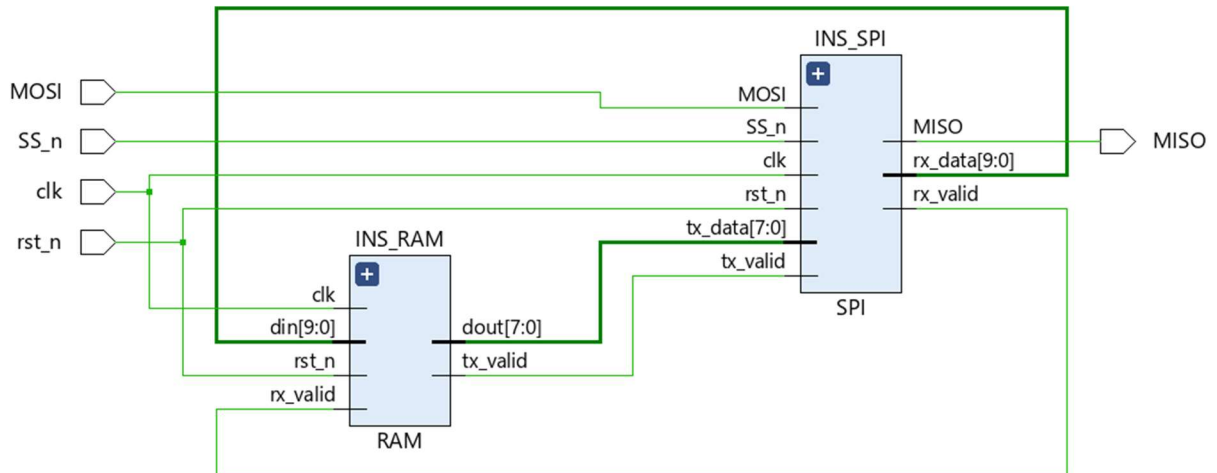 INS_SPI
MOSI
MOSI
SS_n
SS_n
MISO
MISO
clk
clk
rx_data[9:0]
rst_n
rx_valid
rst_n
INS_RAM
tx_data[7:0]
tx_valid
clk
SPI
din[9:0]
dout[7:0]
rst_n
tx_valid
rx_valid
RAM